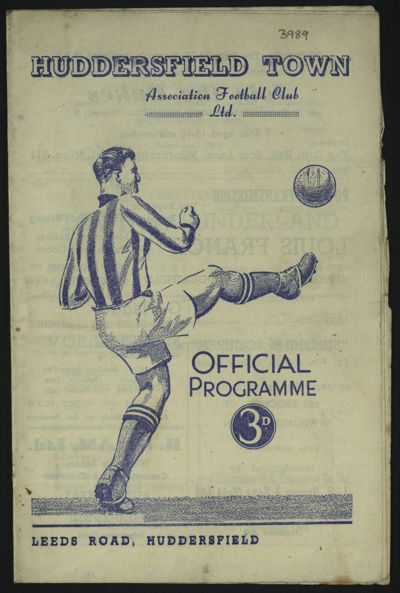 3989
HUDDERSFIELD TOWN
Association Football Club
Ltd.
OFFICIAL
PROGRAMME
3D
LEEDS ROAD, HUDDERSFIELD